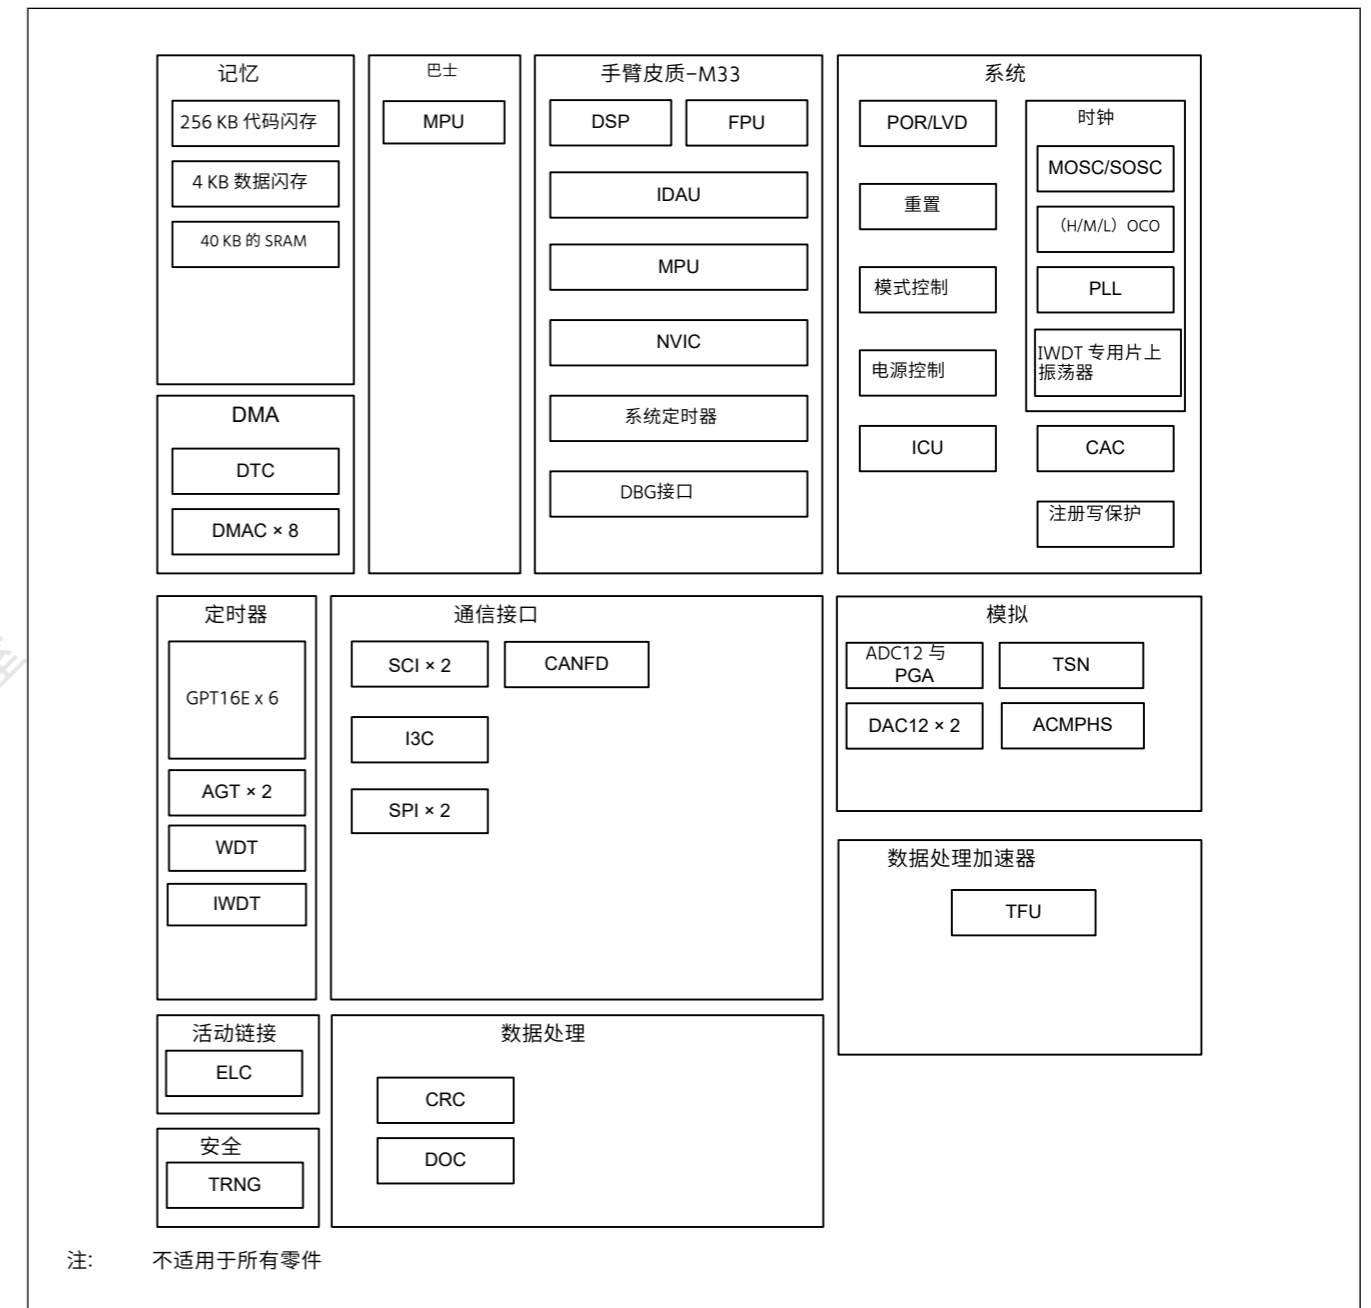 记忆
256 KB 代码闪存
4 KB 数据闪存
40 KB 的 SRAM
DMA
DTC
DMAC × 8
巴士
MPU
手臂皮质-M33
DSP
FPU
IDAU
MPU
NVIC
系统定时器
DBG接口
系统
POR/LVD
重置
模式控制
电源控制
ICU
时钟
MOSC/SOSC
（H/M/L）OCO
PLL
IWDT 专用片上
振荡器
CAC
注册写保护
定时器
GPT16E x 6
AGT × 2
WDT
IWDT
通信接口
SCI × 2
CANFD
I3C
SPI × 2
模拟
ADC12 与
PGA
TSN
DAC12 × 2
ACMPHS
数据处理加速器
TFU
活动链接
ELC
安全
TRNG
数据处理
CRC
DOC
注:
不适用于所有零件